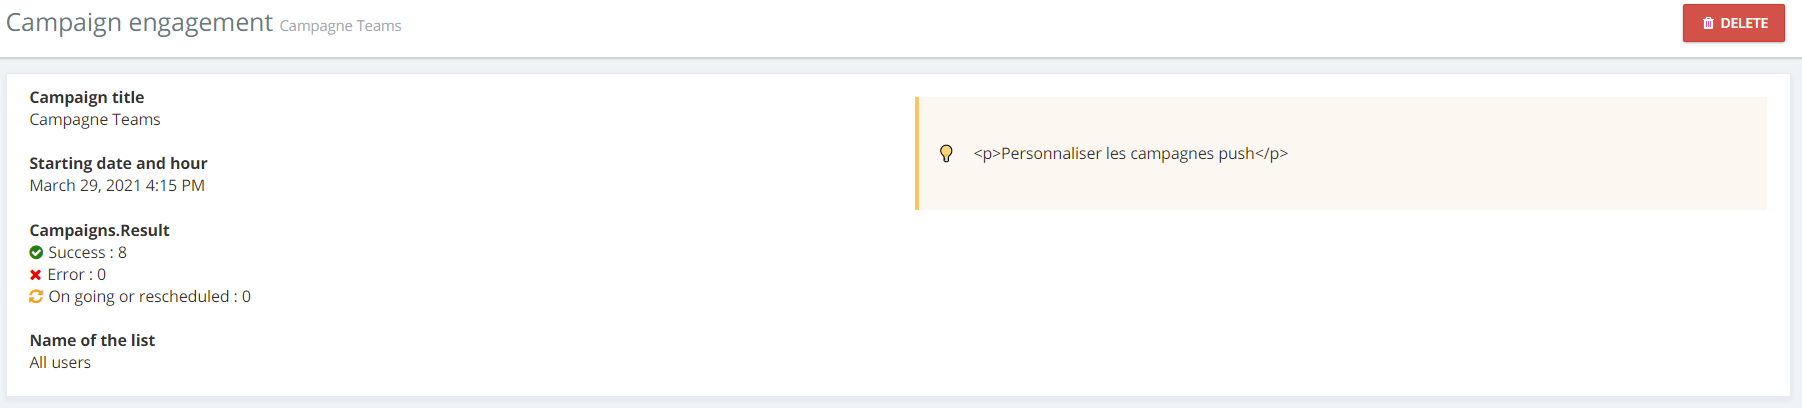 Campaign engagement Campagne Teams
DELETE
Campaign title
Campagne Teams
Starting date and hour
March 29, 2021 4:15 PM
Campaigns.Result
Success : 8
Error : 0
On going or rescheduled : 0
Name of the list
All users
<p>Personnaliser les campagnes push</p>